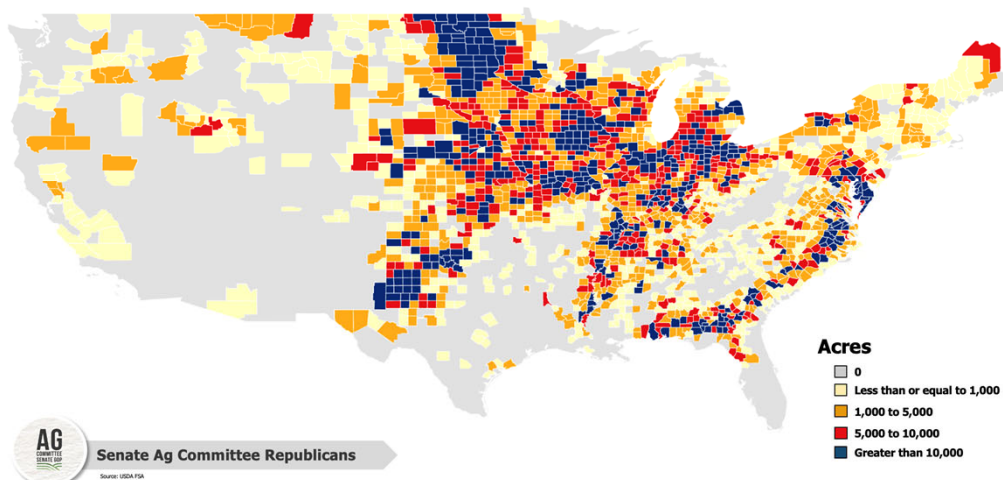 Acres
0
Less than or equal to 1,000
1,000 to 5,000
5,000 to 10,000
Greater than 10,000
AG
COMMITTEE
SENATE GOP
Senate Ag Committee Republicans
Source: USDA FSA